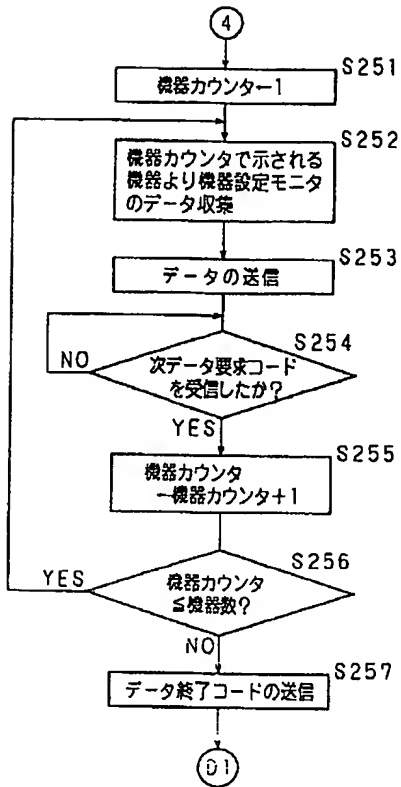 4
S251
機器カウンタ←1
S252
機器カウンタで示される
機器より機器設定モニタ
のデータ収集
S253
データの送信
S254
次データ要求コード
を受信したか?
NO
YES
S255
機器カウンタ
←機器カウンタ+1
S256
機器カウンタ
≦機器数?
YES
NO
S257
データ終了コードの送信
D1